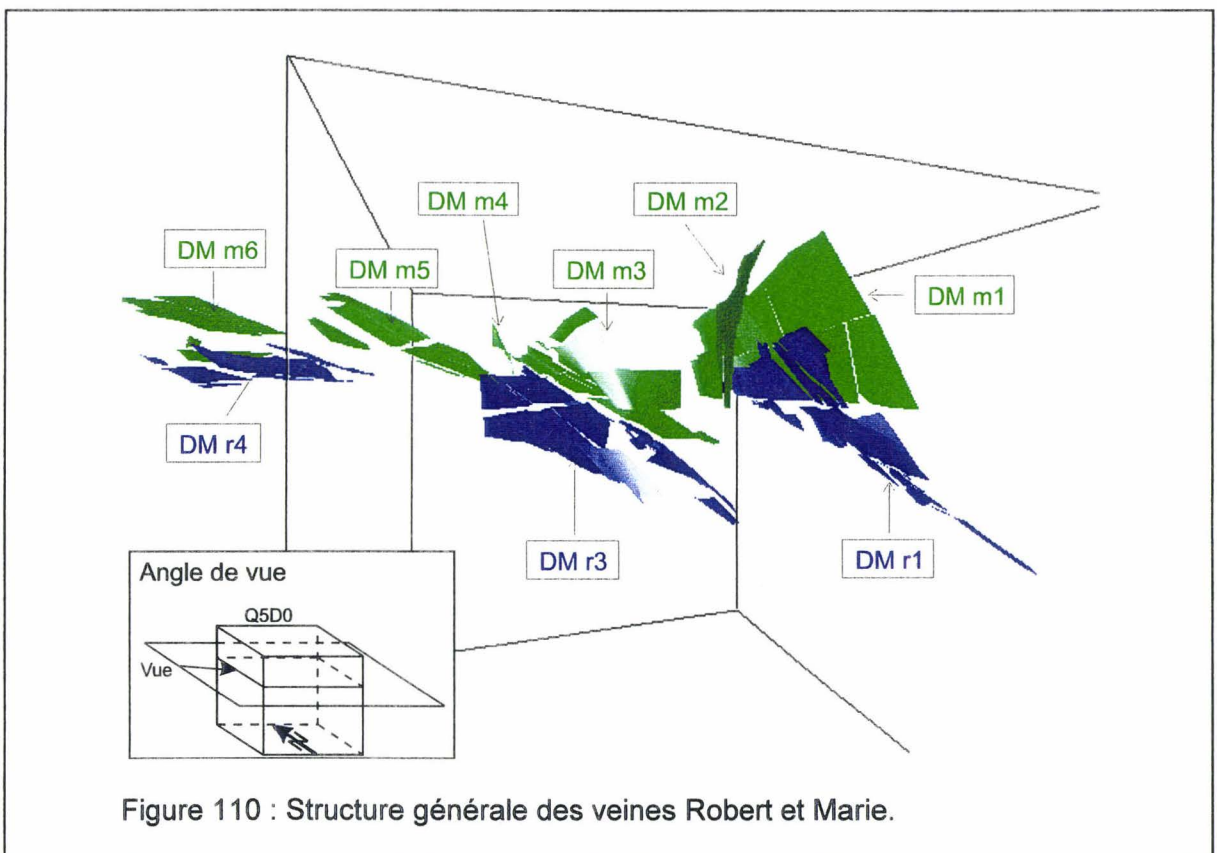 DM m4
DM m2
DM m6
DM m5
DM m3
DM m1
DM r4
DM r3
DM r1
Angle de vue
Q5D0
Vue
N
Figure 110 : Structure générale des veines Robert et Marie.